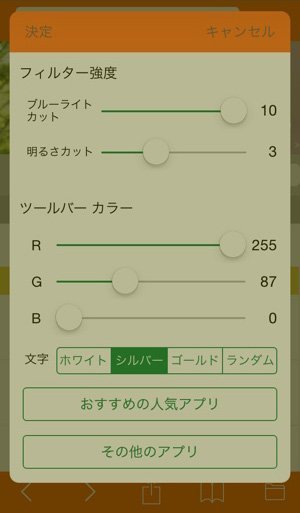 決定 キャンセル
フィルター強度
ブルーライト
カット 10
明るさカット 3
ツールバー カラー
R 255
G 87
B 0
文字 ホワイト シルバー ゴールド ランダム
おすすめの人気アプリ
その他のアプリ